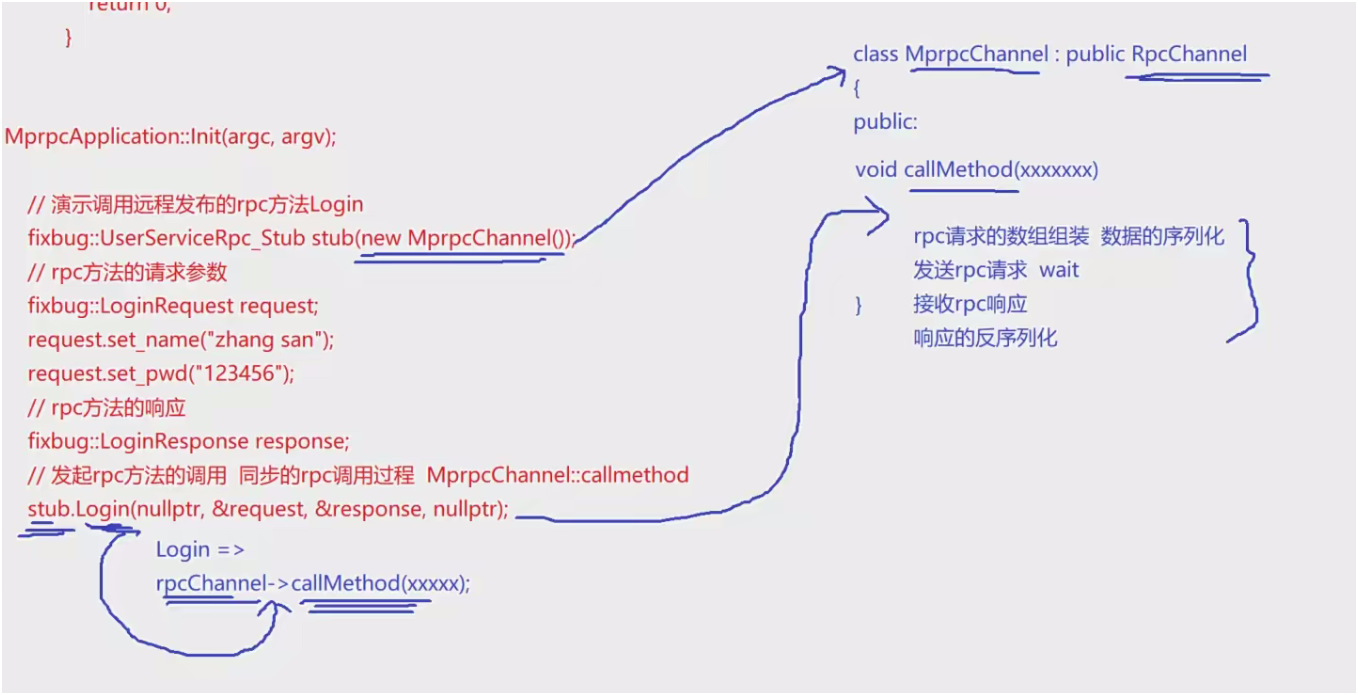 return 0;
}
MprpcApplication::Init(argc, argv);
// 演示调用远程发布的rpc方法Login
fixbug::UserServiceRpc_Stub stub(new MprpcChannel());
// rpc方法的请求参数
fixbug::LoginRequest request;
request.set_name("zhang san");
request.set_pwd("123456");
// rpc方法的响应
fixbug::LoginResponse response;
// 发起rpc方法的调用 同步的rpc调用过程 MprpcChannel::callmethod
stub.Login(nullptr, &request, &response, nullptr);
Login =>
rpcChannel->callMethod(xxxxx);
class MprpcChannel : public RpcChannel
{
public:
void callMethod(xxxxxxx)
rpc请求的数组组装 数据的序列化
发送rpc请求 wait
} 接收rpc响应
响应的反序列化